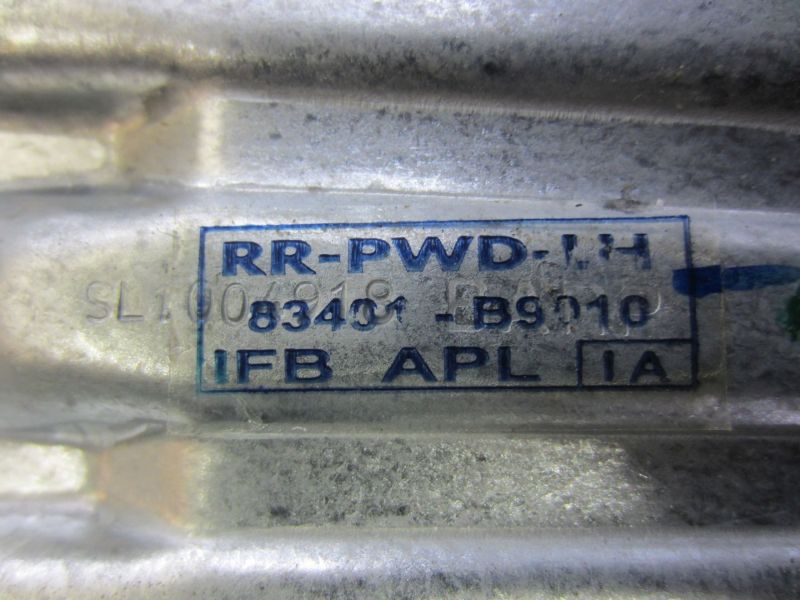 RR-PWD-LH
83401 -B9010
IFB APL IA